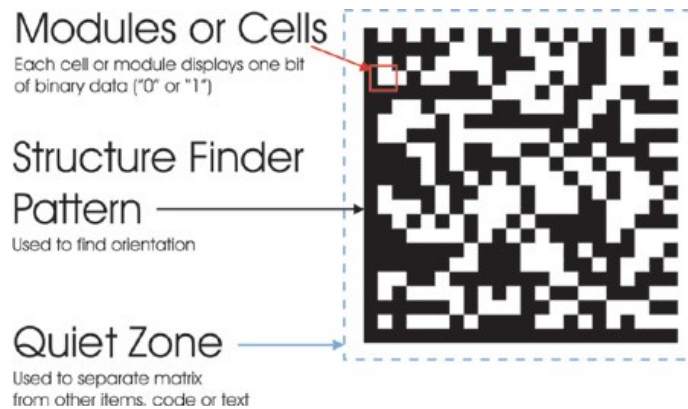 Modules or Cells
Each cell or module displays one bit
of binary data ("0" or "1")
Structure Finder
Pattern
Used to find orientation
Quiet Zone
Used to separate matrix
from other items, code or text